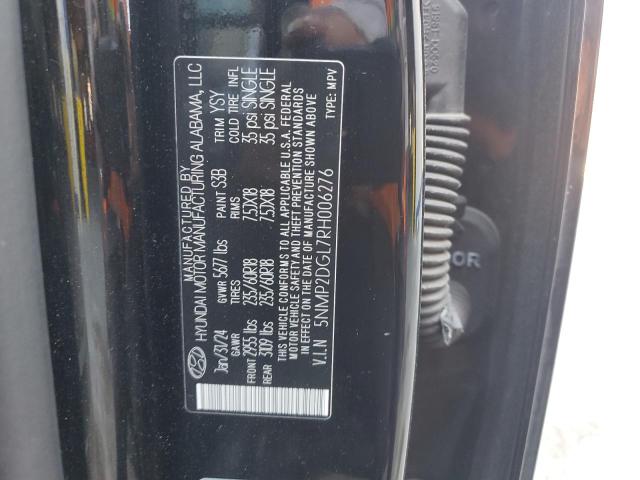 MANUFACTURED BY
HYUNDAI MOTOR MANUFACTURING ALABAMA, LLC
Jan/31/24 GVWR 5677 lbs PAINT S3B TRIM YSY
GAWR TIRES RIMS COLD TIRE INFL
FRONT 2955 lbs 235/60R18 7.5JX18 35 psi SINGLE
REAR 3109 lbs 235/60R18 7.5JX18 35 psi SINGLE
THIS VEHICLE CONFORMS TO ALL APPLICABLE U.S.A. FEDERAL
MOTOR VEHICLE SAFETY AND THEFT PREVENTION STANDARDS
IN EFFECT ON THE DATE OF MANUFACTURE SHOWN ABOVE
V.I.N 5NMP2DGL7RH006276 TYPE: MPV